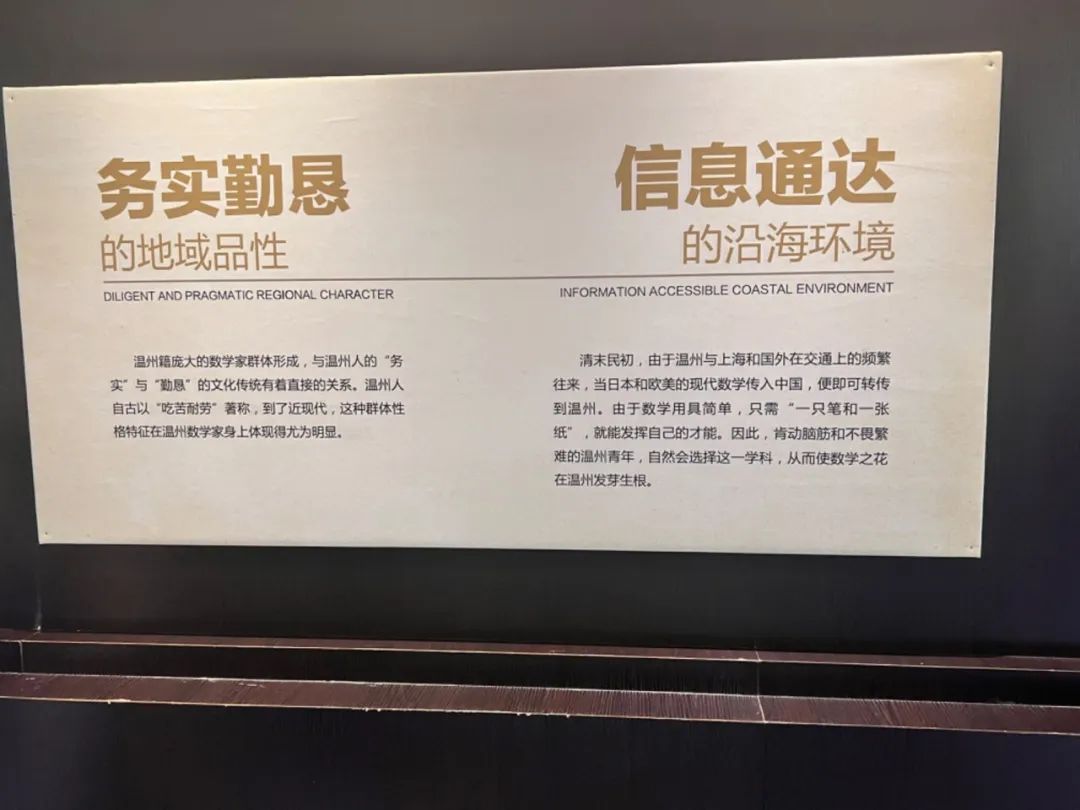 务实勤恳
的地域品性
DILIGENT AND PRAGMATIC REGIONAL CHARACTER
温州籍庞大的数学家群体形成，与温州人的“务
实”与“勤恳”的文化传统有着直接的关系。温州人
自古以“吃苦耐劳”著称，到了近现代，这种群体性
格特征在温州数学家身上体现得尤为明显。
信息通达
的沿海环境
INFORMATION ACCESSIBLE COASTAL ENVIRONMENT
清末民初，由于温州与上海和国外在交通上的频繁
往来，当日本和欧美的现代数学传入中国，便即可转传
到温州。由于数学用具简单，只需“一只笔和一张
纸”，就能发挥自己的才能。因此，肯动脑筋和不畏繁
难的温州青年，自然会选择这一学科，从而使数学之花
在温州发芽生根。